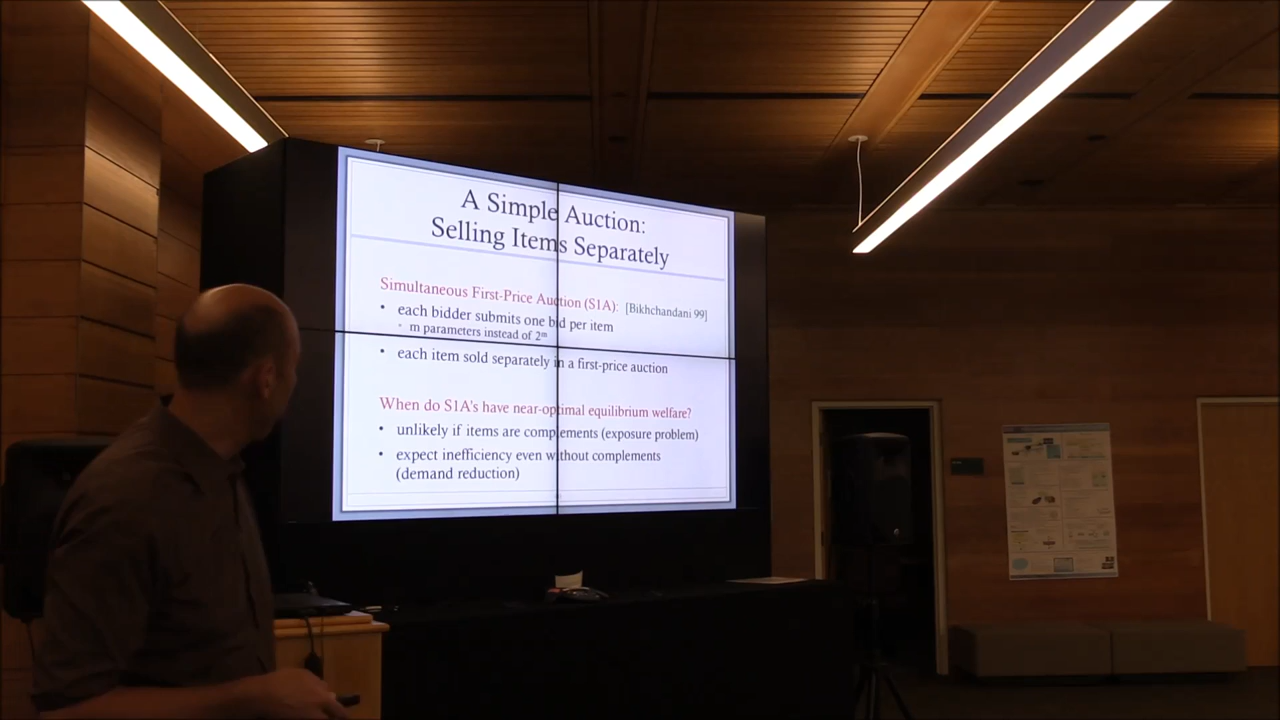 A Simple Auction:
Selling Items Separately
Simultaneous First-Price Auction (S1A): [Bikhchandani 99]
• each bidder submits one bid per item
◦ m parameters instead of 2ᵐ
• each item sold separately in a first-price auction
When do S1A's have near-optimal equilibrium welfare?
• unlikely if items are complements (exposure problem)
• expect inefficiency even without complements
(demand reduction)